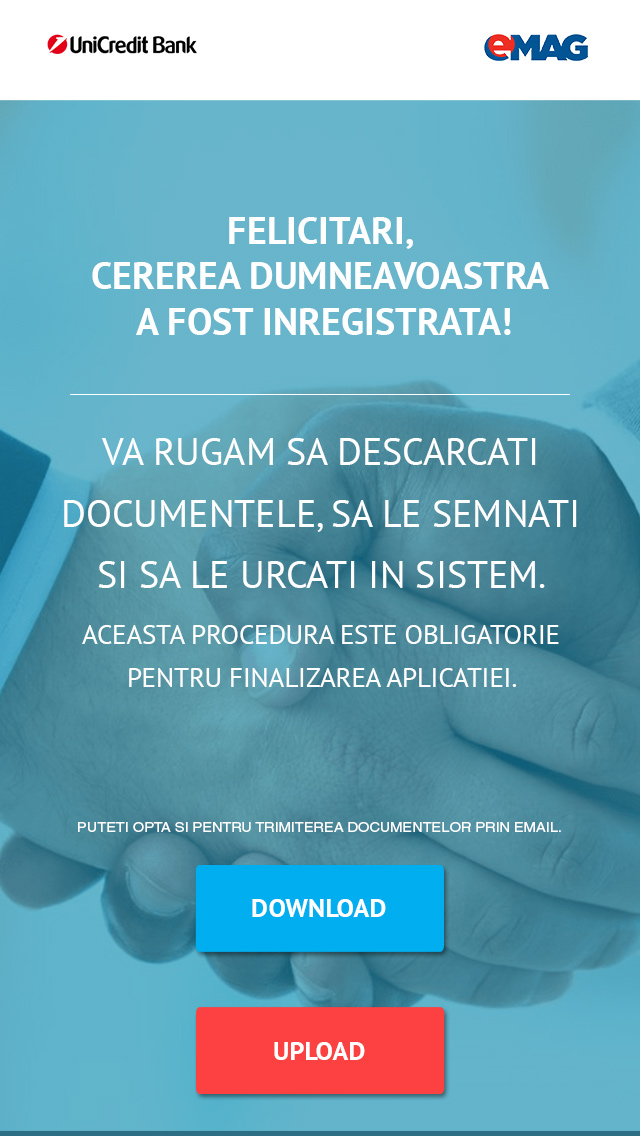 UniCredit Bank
eMAG
FELICITARI,
CEREREA DUMNEAVOASTRA
A FOST INREGISTRATA!
VA RUGAM SA DESCARCATI
DOCUMENTELE, SA LE SEMNATI
SI SA LE URCATI IN SISTEM.
ACEASTA PROCEDURA ESTE OBLIGATORIE
PENTRU FINALIZAREA APLICATIEI.
PUTETI OPTA SI PENTRU TRIMITEREA DOCUMENTELOR PRIN EMAIL.
DOWNLOAD
UPLOAD